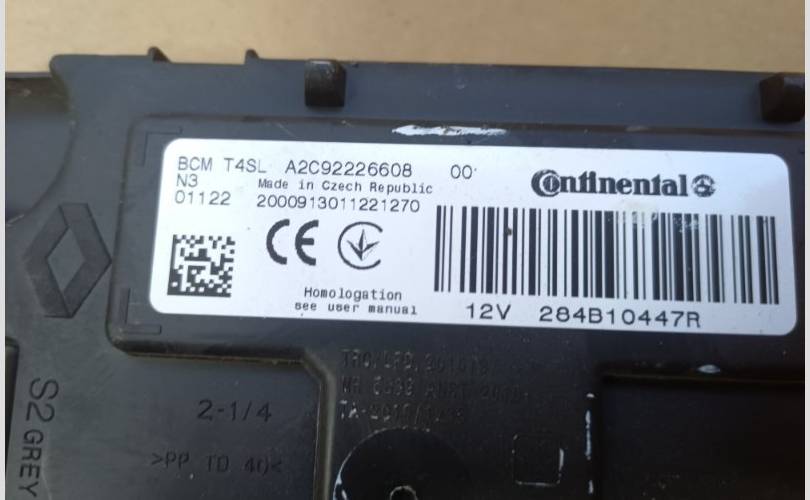 BCM T4SL A2C92226608 00
N3 Made in Czech Republic
01122 2000913011221270
Continental
CE
Homologation
see user manual
12V 284B10447R
2-1/4
>PP TD 40<
S2 GREY